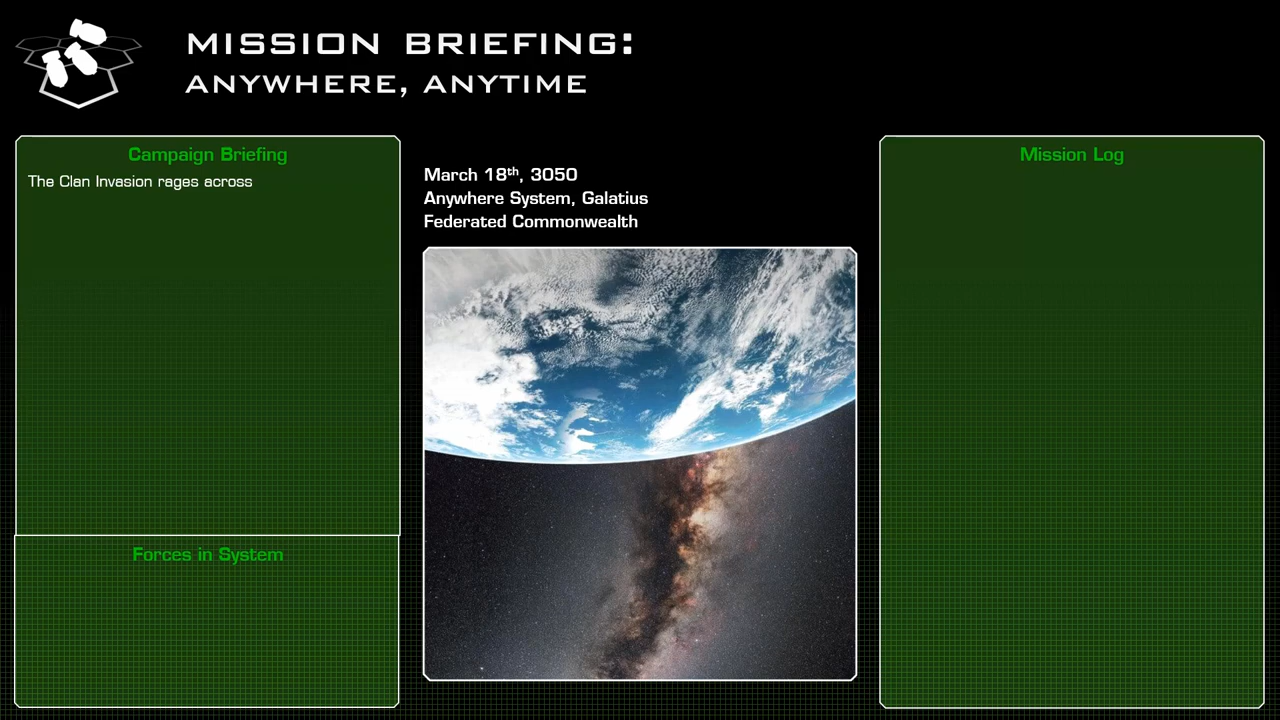 MISSION BRIEFING:
ANYWHERE, ANYTIME
Campaign Briefing
The Clan Invasion rages across
Forces in System
March 18th, 3050
Anywhere System, Galatius
Federated Commonwealth
Mission Log